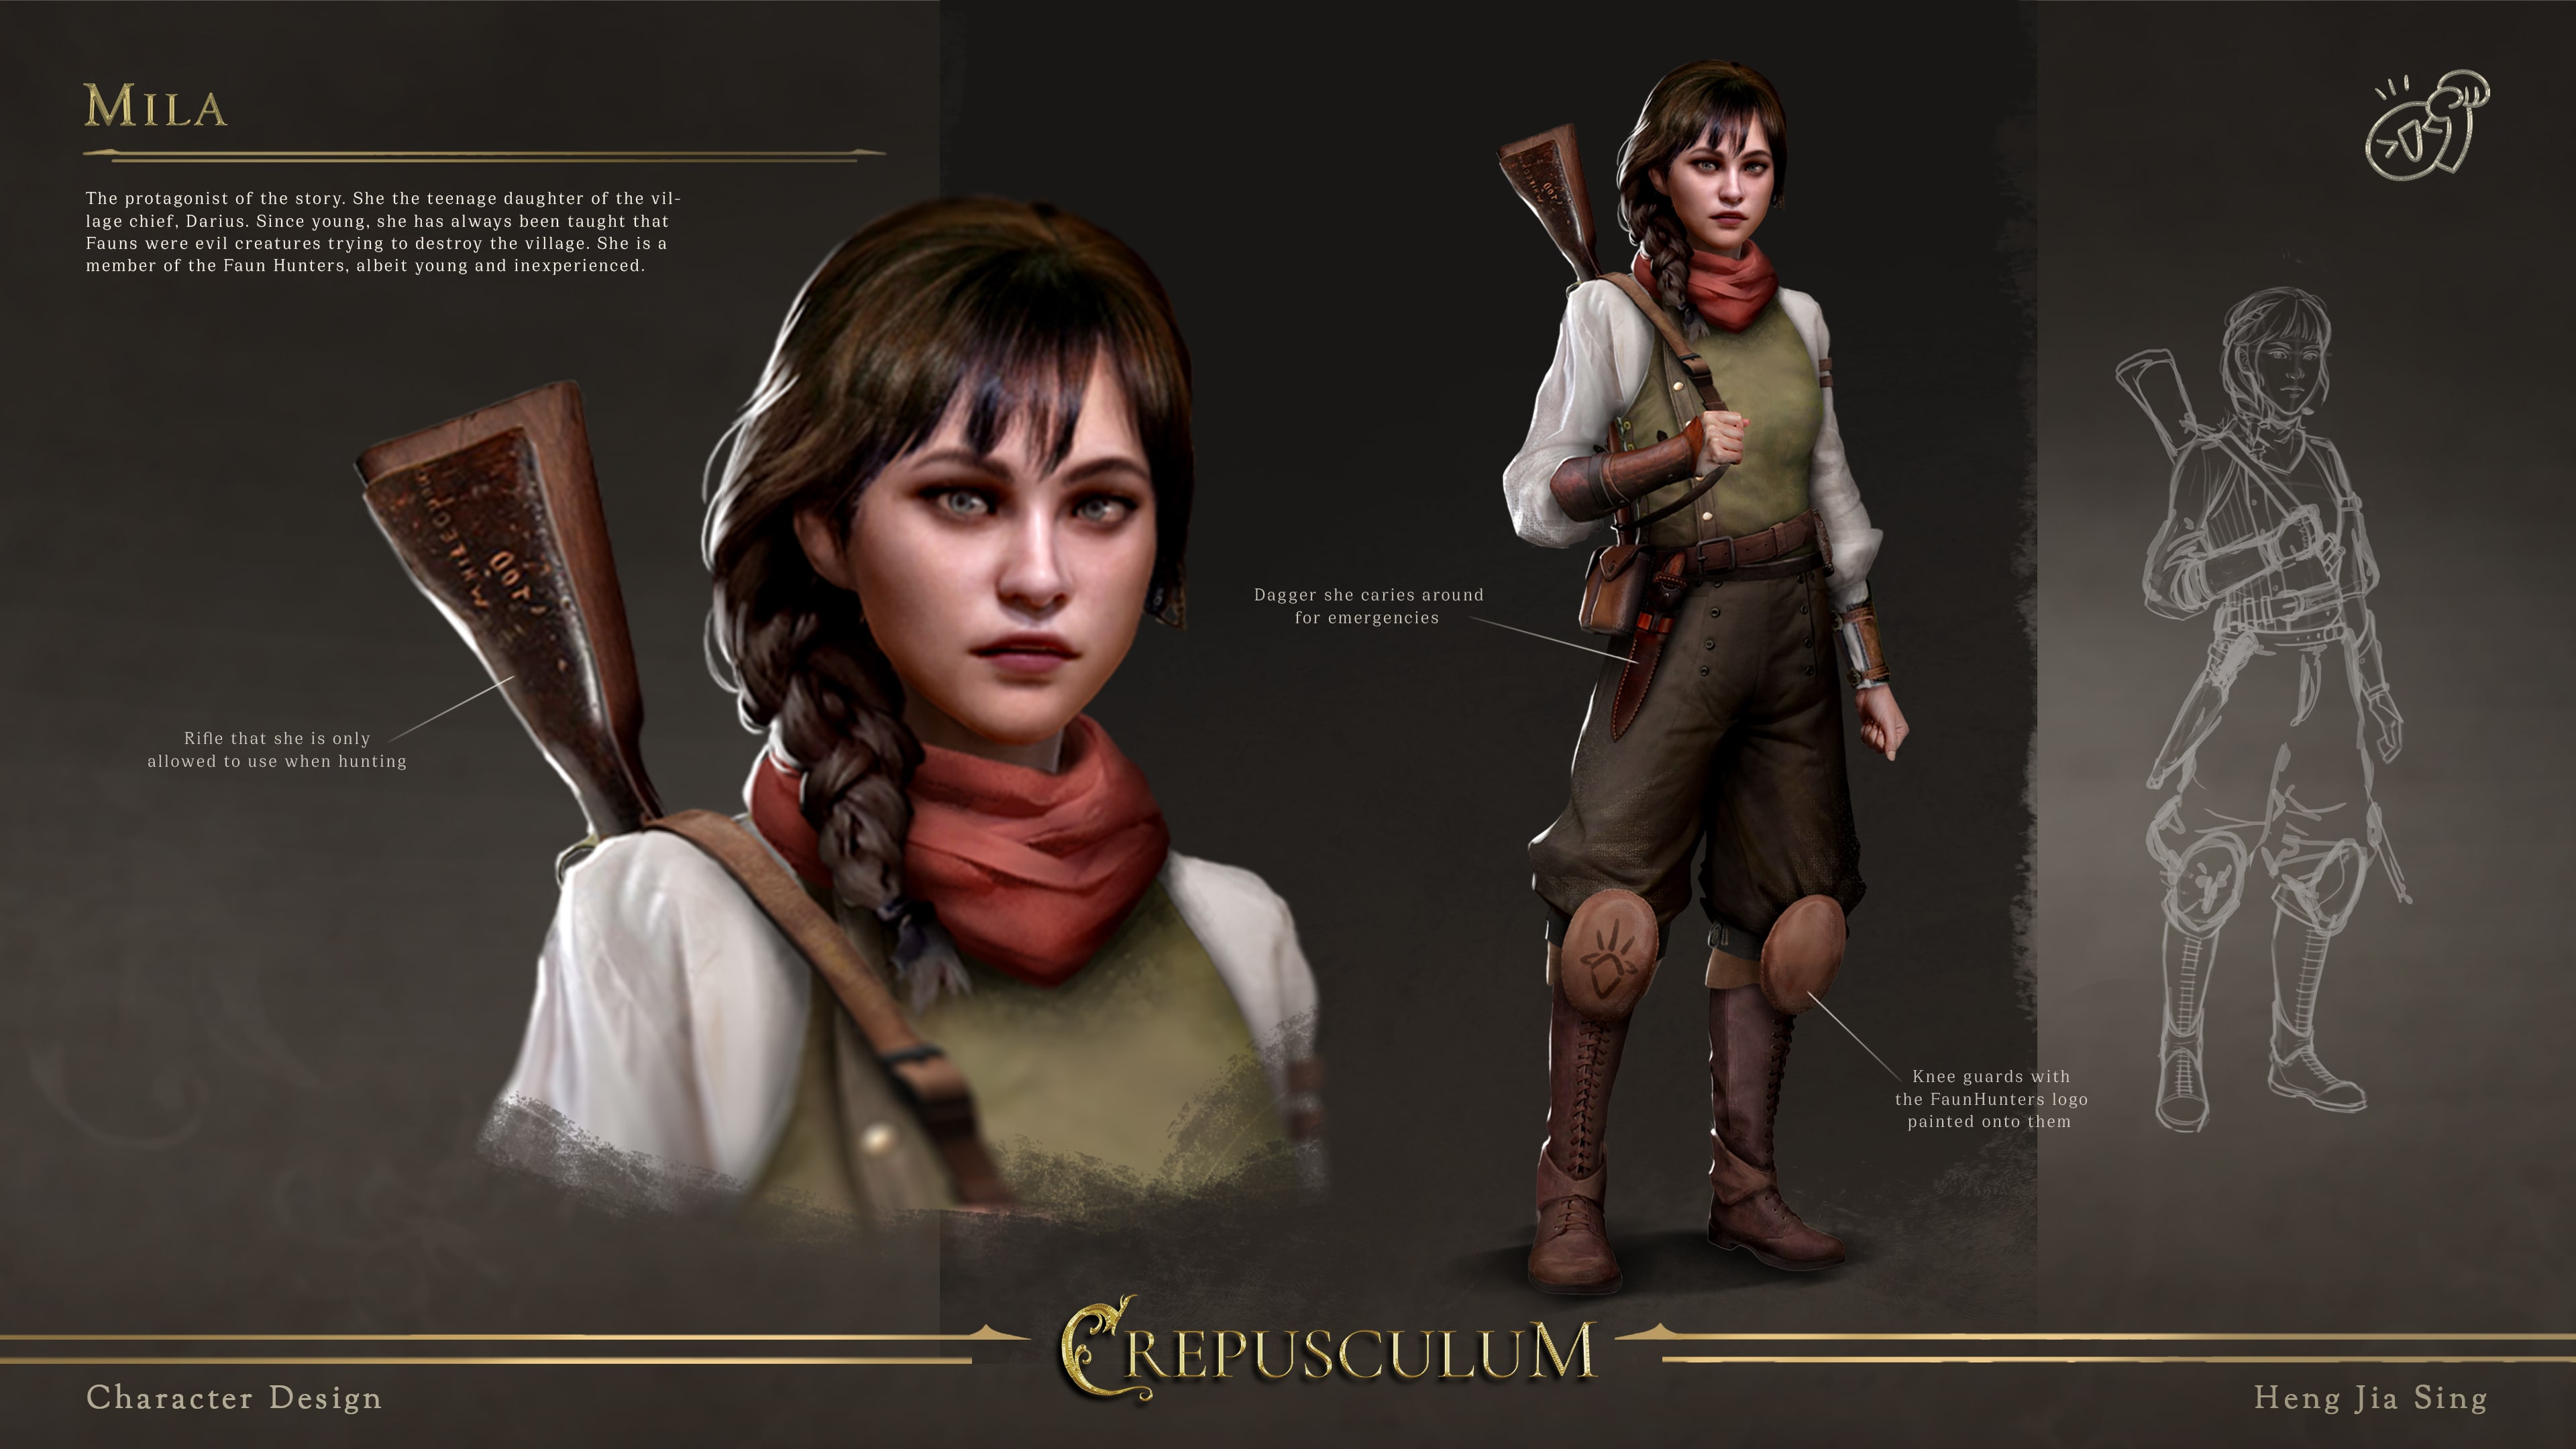 MILA
The protagonist of the story. She the teenage daughter of the vil-
lage chief, Darius. Since young, she has always been taught that
Fauns were evil creatures trying to destroy the village. She is a
member of the Faun Hunters, albeit young and inexperienced.
Dagger she caries around
for emergencies
Rifle that she is only
allowed to use when hunting
Knee guards with
the FaunHunters logo
painted onto them
CREPUSCULUM
Character Design
Heng Jia Sing